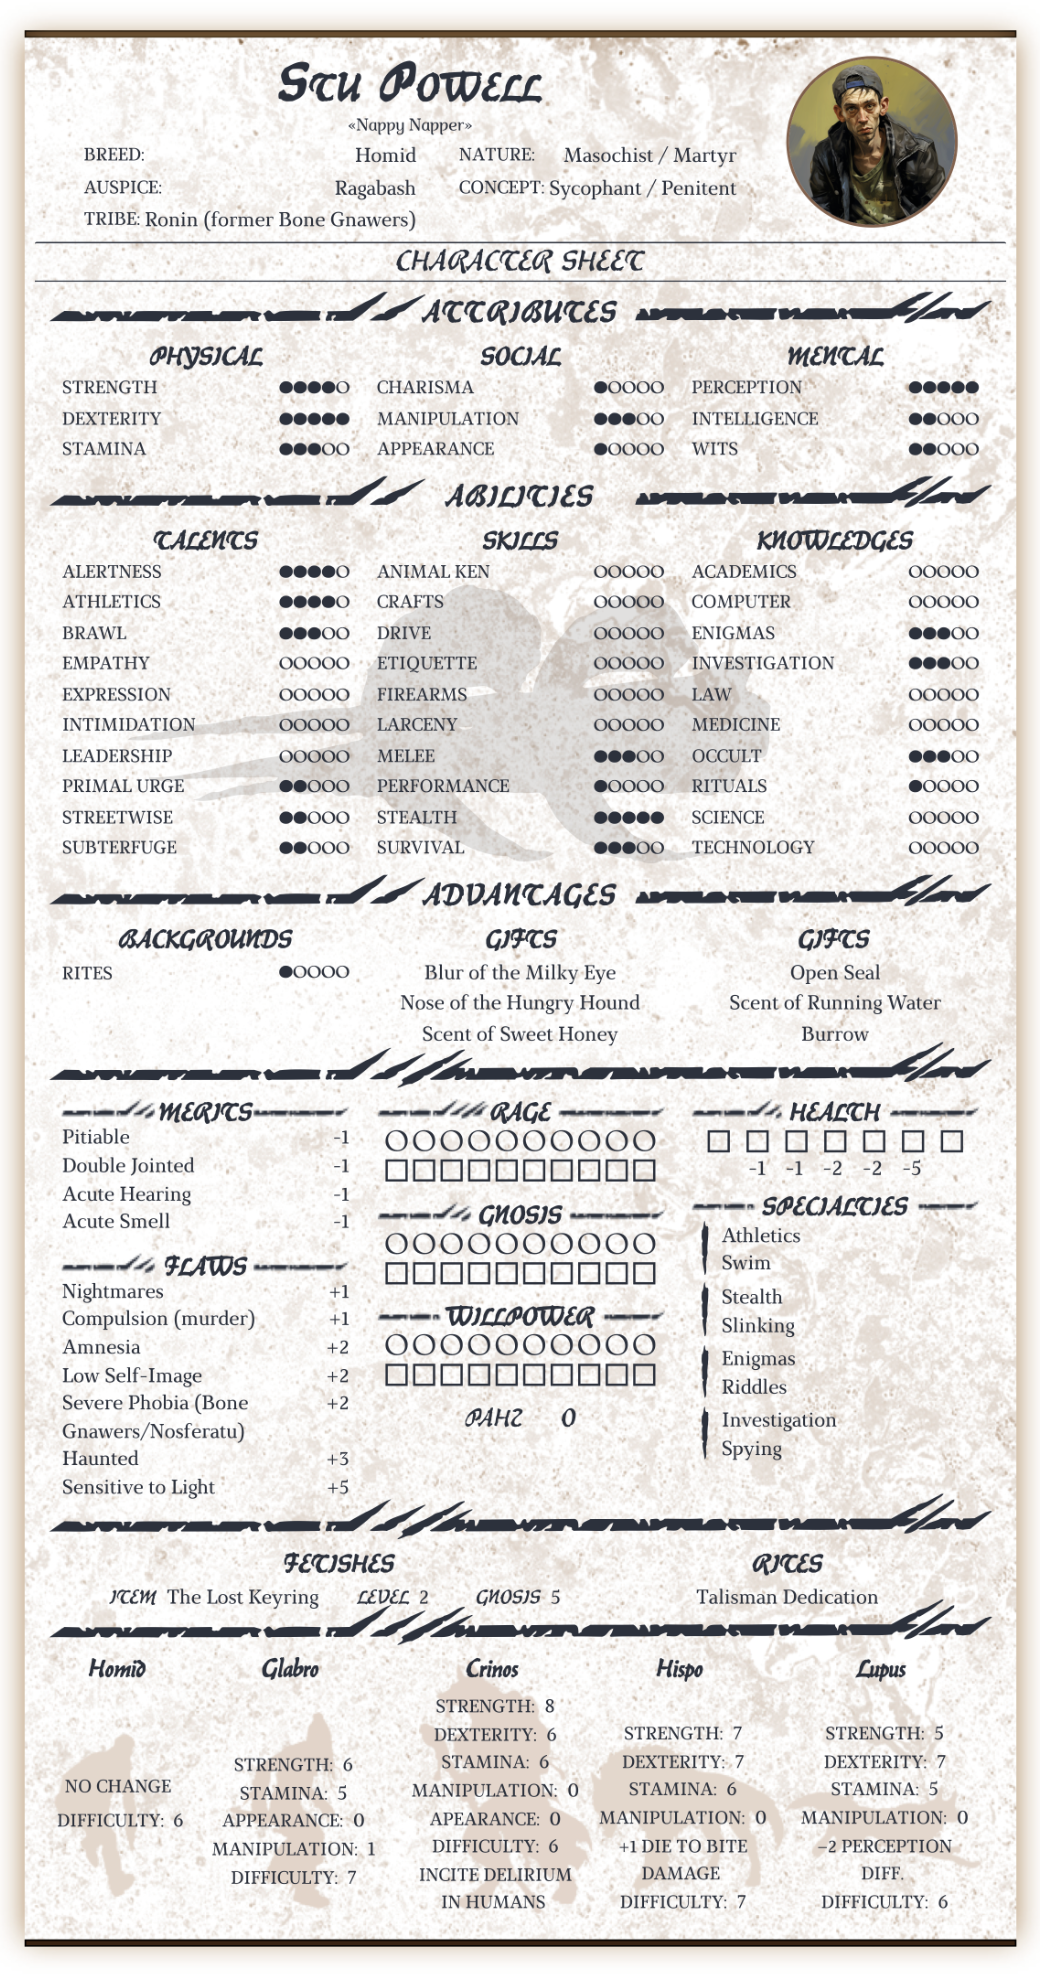 Stu Powell
«Nappy Napper»
BREED: Homid NATURE: Masochist / Martyr
AUSPICE: Ragabash CONCEPT: Sycophant / Penitent
TRIBE: Ronin (former Bone Gnawers)
CHARACTER SHEET
ATTRIBUTES
PHYSICAL SOCIAL MENTAL
STRENGTH ●●●●○ CHARISMA ●○○○○ PERCEPTION ●●●●●
DEXTERITY ●●●●● MANIPULATION ●●●○○ INTELLIGENCE ●●○○○
STAMINA ●●●○○ APPEARANCE ●○○○○ WITS ●●○○○
ABILITIES
TALENTS SKILLS KNOWLEDGES
ALERTNESS ●●●●○ ANIMAL KEN ○○○○○ ACADEMICS ○○○○○
ATHLETICS ●●●●○ CRAFTS ○○○○○ COMPUTER ○○○○○
BRAWL ●●●○○ DRIVE ○○○○○ ENIGMAS ●●●○○
EMPATHY ○○○○○ ETIQUETTE ○○○○○ INVESTIGATION ●●●○○
EXPRESSION ○○○○○ FIREARMS ○○○○○ LAW ○○○○○
INTIMIDATION ○○○○○ LARCENY ○○○○○ MEDICINE ○○○○○
LEADERSHIP ○○○○○ MELEE ●●●○○ OCCULT ●●●○○
PRIMAL URGE ●●○○○ PERFORMANCE ●○○○○ RITUALS ●○○○○
STREETWISE ●●○○○ STEALTH ●●●●● SCIENCE ○○○○○
SUBTERFUGE ●●○○○ SURVIVAL ●●●○○ TECHNOLOGY ○○○○○
ADVANTAGES
BACKGROUNDS GIFTS GIFTS
RITES ●○○○○ Blur of the Milky Eye Open Seal
Nose of the Hungry Hound Scent of Running Water
Scent of Sweet Honey Burrow
MERITS
Pitiable -1
Double Jointed -1
Acute Hearing -1
Acute Smell -1
FLAWS
Nightmares +1
Compulsion (murder) +1
Amnesia +2
Low Self-Image +2
Severe Phobia (Bone +2
Gnawers/Nosferatu)
Haunted +3
Sensitive to Light +5
RAGE
○○○○○○○○○○
□□□□□□□□□□
GNOSIS
○○○○○○○○○○
□□□□□□□□□□
WILLPOWER
○○○○○○○○○○
□□□□□□□□□□
РАНГ 0
HEALTH
□ □ □ □ □ □ □
-1 -1 -2 -2 -5
SPECIALTIES
Athletics
Swim
Stealth
Slinking
Enigmas
Riddles
Investigation
Spying
FETISHES RITES
ITEM The Lost Keyring LEVEL 2 GNOSIS 5 Talisman Dedication
Homid
NO CHANGE
DIFFICULTY: 6
Glabro
STRENGTH: 6
STAMINA: 5
APPEARANCE: 0
MANIPULATION: 1
DIFFICULTY: 7
Crinos
STRENGTH: 8
DEXTERITY: 6
STAMINA: 6
MANIPULATION: 0
APEARANCE: 0
DIFFICULTY: 6
INCITE DELIRIUM
IN HUMANS
Hispo
STRENGTH: 7
DEXTERITY: 7
STAMINA: 6
MANIPULATION: 0
+1 DIE TO BITE
DAMAGE
DIFFICULTY: 7
Lupus
STRENGTH: 5
DEXTERITY: 7
STAMINA: 5
MANIPULATION: 0
–2 PERCEPTION
DIFF.
DIFFICULTY: 6